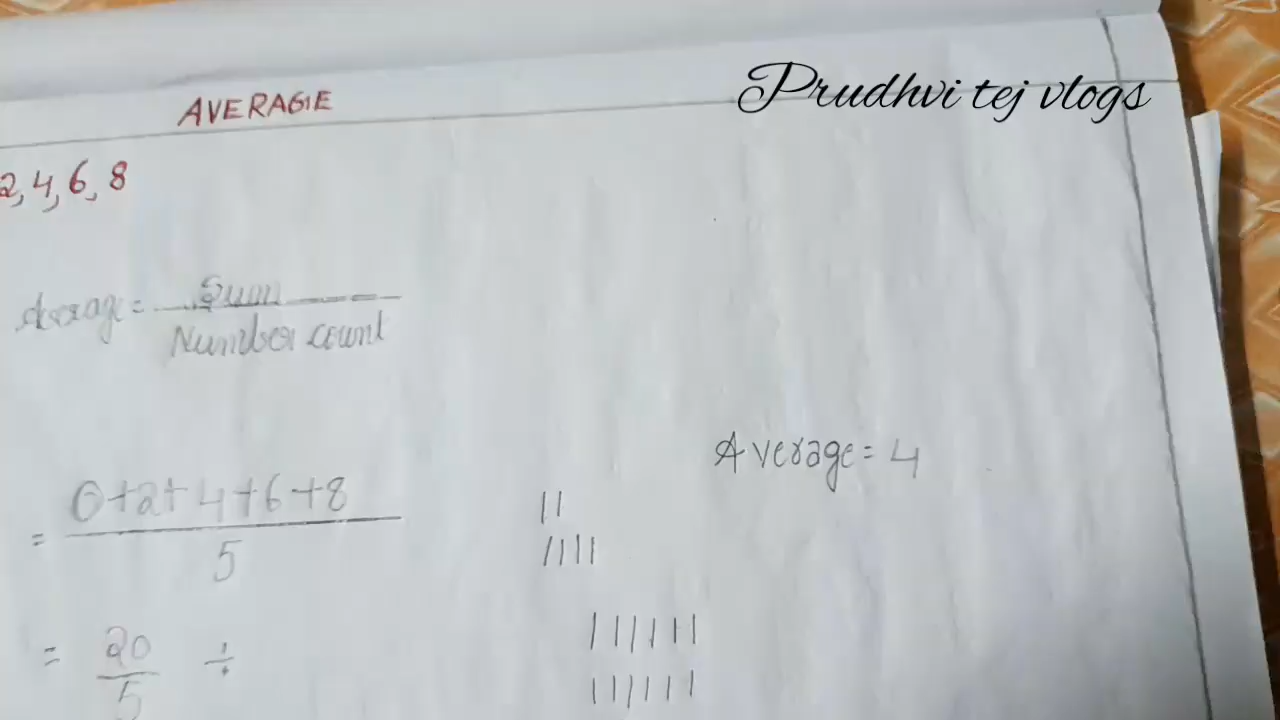 AVERAGE
Prudhvi tej vlogs
2, 4, 6, 8
Average = Sum
Number count
Average = 4
= 0+2+4+6+8
5
= 20 ÷
5